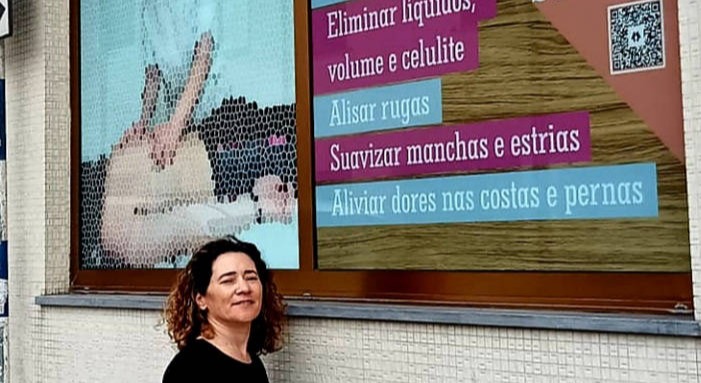 Eliminar líquidos,
volume e celulite
Alisar rugas
Suavizar manchas e estrias
Aliviar dores nas costas e pernas